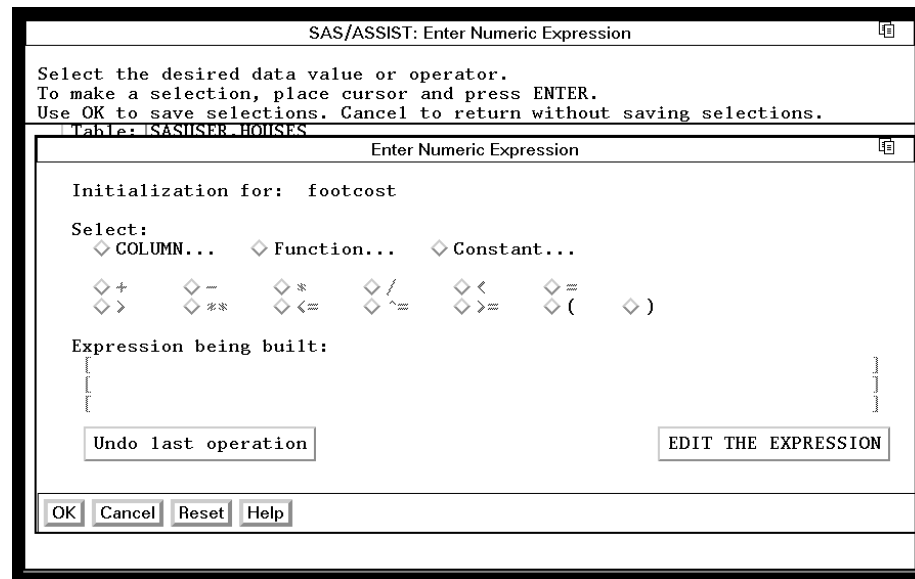 SAS/ASSIST: Enter Numeric Expression
Select the desired data value or operator.
To make a selection, place cursor and press ENTER.
Use OK to save selections. Cancel to return without saving selections.
Table: SASUSER.HOUSES
Enter Numeric Expression
Initialization for: footcost
Select:
COLUMN... Function... Constant...
+ - * / < =
> ** <= ^= >= ( )
Expression being built:
[ ]
[ ]
[ ]
Undo last operation EDIT THE EXPRESSION
OK Cancel Reset Help